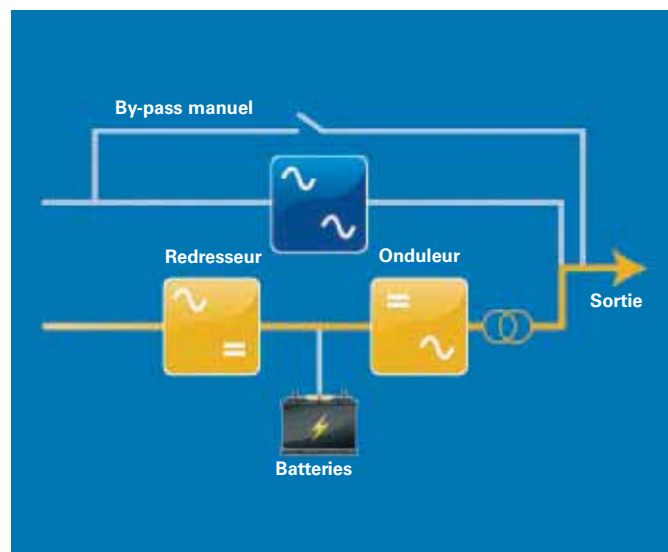 By-pass manuel
Redresseur
Onduleur
Sortie
Batteries